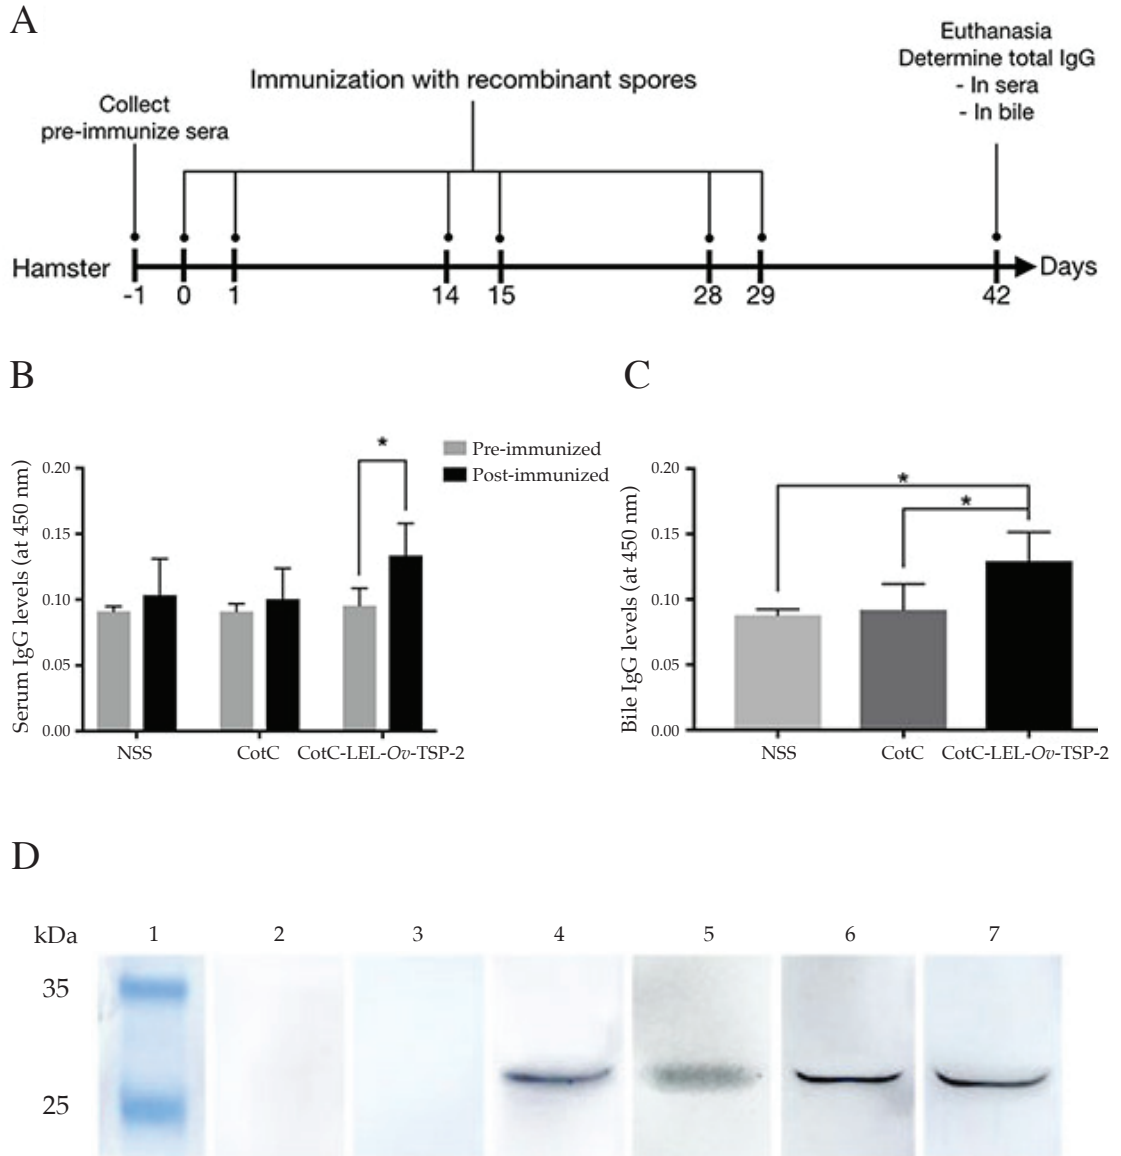 A
Collect
pre-immunize sera
Immunization with recombinant spores
Euthanasia
Determine total IgG
- In sera
- In bile
Hamster
Days
-1 0 1 14 15 28 29 42
B
Serum IgG levels (at 450 nm)
0.20
0.15
0.10
0.05
0.00
*
Pre-immunized
Post-immunized
NSS CotC CotC-LEL-Ov-TSP-2
C
Bile IgG levels (at 450 nm)
0.20
0.15
0.10
0.05
0.00
*
*
NSS CotC CotC-LEL-Ov-TSP-2
D
kDa 1 2 3 4 5 6 7
35
25